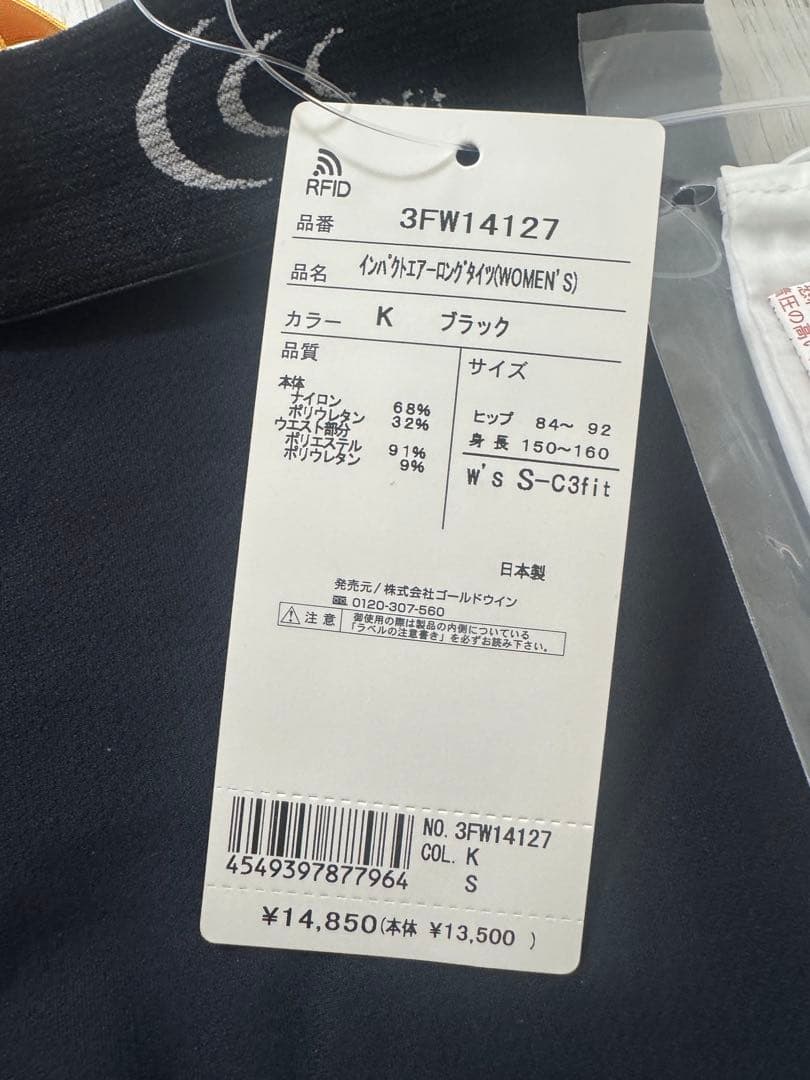 RFID
品番 3FW14127
品名 インパクトエアーロングタイツ(WOMEN'S)
カラー K ブラック
品質
本体
ナイロン 68%
ポリウレタン 32%
ウエスト部分
ポリエステル 91%
ポリウレタン 9%
サイズ
ヒップ 84~ 92
身長 150~160
W's S-C3fit
日本製
発売元/株式会社ゴールドウイン
0120-307-560
注意 御使用の際は製品の内側についている
「ラベルの注意書き」を必ずお読み下さい。
4549397877964
NO. 3FW14127
COL. K
S
¥14,850(本体 ¥13,500 )
圧の高い